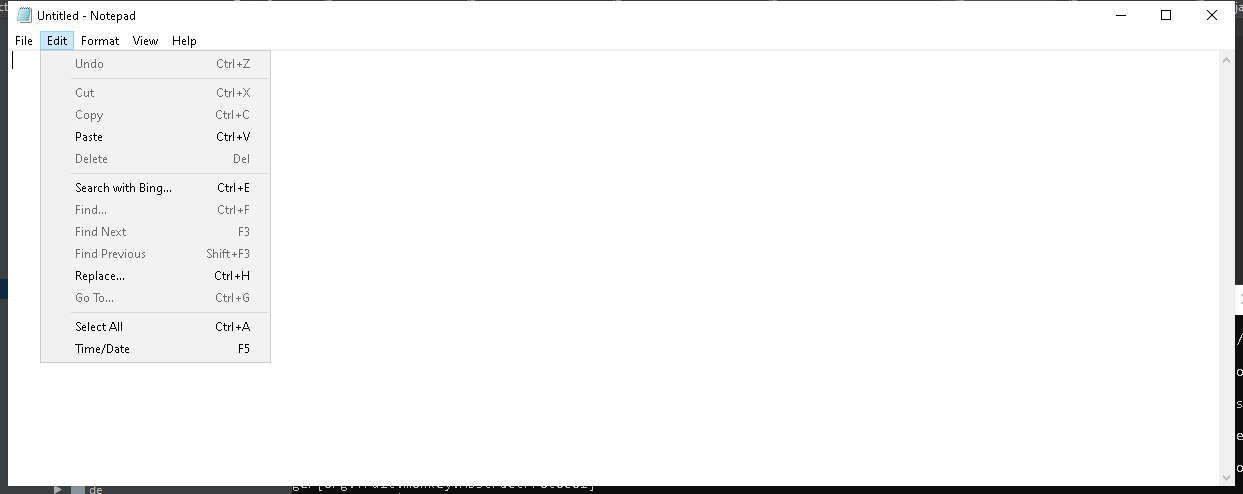 Untitled - Notepad
File Edit Format View Help
Undo Ctrl+Z
Cut Ctrl+X
Copy Ctrl+C
Paste Ctrl+V
Delete Del
Search with Bing... Ctrl+E
Find... Ctrl+F
Find Next F3
Find Previous Shift+F3
Replace... Ctrl+H
Go To... Ctrl+G
Select All Ctrl+A
Time/Date F5
de